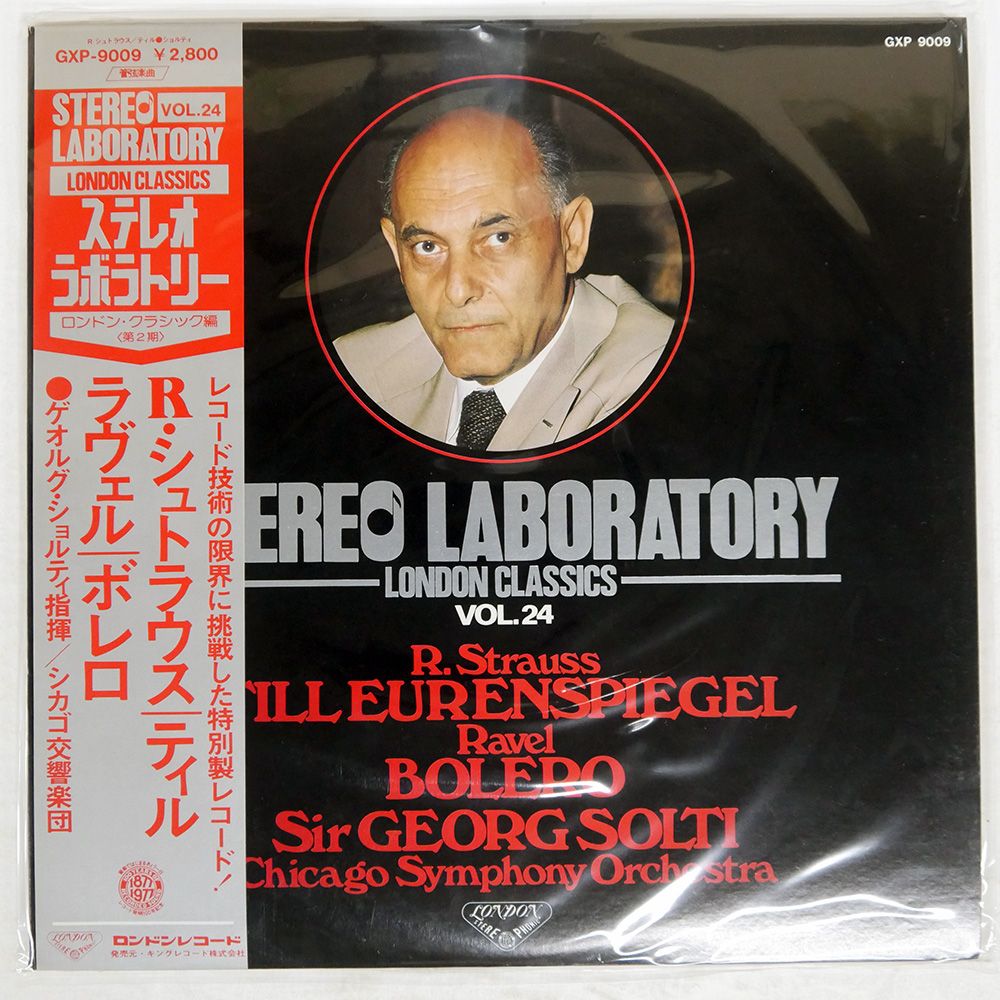 R・シュトラウス/ティル●ショルティ
GXP-9009 ¥2,800
管弦楽曲
STEREO VOL.24
LABORATORY
LONDON CLASSICS
ステレオ
ラボラトリー
ロンドン・クラシック編
〈第2期〉
レコード技術の限界に挑戦した特別製レコード!
R・シュトラウス/ティル
ラヴェル/ボレロ
●ゲオルグ・ショルティ指揮/シカゴ交響楽団
1877
1977
LONDON
STEREO PHONIC
ロンドンレコード
発売元・キングレコード株式会社
GXP 9009
TEREO LABORATORY
LONDON CLASSICS
VOL.24
R. Strauss
TILL EURENSPIEGEL
Ravel
BOLERO
Sir GEORG SOLTI
Chicago Symphony Orchestra
LONDON
STEREO PHONIC